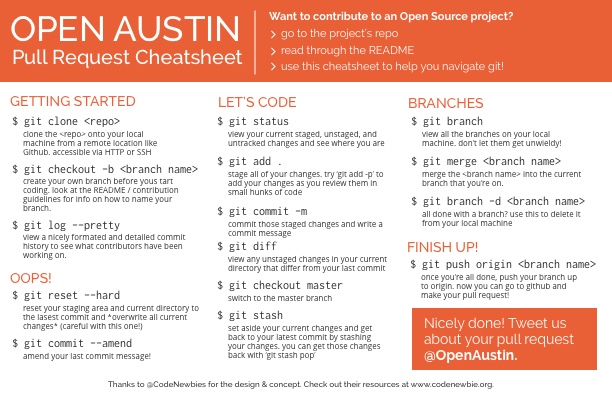 OPEN AUSTIN
Pull Request Cheatsheet
Want to contribute to an Open Source project?
go to the project's repo
read through the README
use this cheatsheet to help you navigate git!
GETTING STARTED
$ git clone <repo>
clone the <repo> onto your local
machine from a remote location like
Github. accessible via HTTP or SSH
$ git checkout -b <branch name>
create your own branch before yous tart
coding. look at the README / contribution
guidelines for info on how to name your
branch.
$ git log --pretty
view a nicely formated and detailed commit
history to see what contributors have been
working on.
OOPS!
$ git reset --hard
reset your staging area and current directory to
the lasest commit and *overwrite all current
changes* (careful with this one!)
$ git commit --amend
amend your last commit message!
LET'S CODE
$ git status
view your current staged, unstaged, and
untracked changes and see where you are
$ git add .
stage all of your changes. try 'git add -p' to
add your changes as you review them in
small hunks of code
$ git commit -m
commit those staged changes and write a
commit message
$ git diff
view any unstaged changes in your current
directory that differ from your last commit
$ git checkout master
switch to the master branch
$ git stash
set aside your current changes and get
back to your latest commit by stashing
your changes. you can get those changes
back with 'git stash pop'
BRANCHES
$ git branch
view all the branches on your local
machine. don't let them get unwieldy!
$ git merge <branch name>
merge the <branch name> into the current
branch that you're on.
$ git branch -d <branch name>
all done with a branch? use this to delete it
from your local machine
FINISH UP!
$ git push origin <branch name>
once you're all done, push your branch up
to origin. now you can go to github and
make your pull request!
Nicely done! Tweet us
about your pull request
@OpenAustin.
Thanks to @CodeNewbies for the design & concept. Check out their resources at www.codenewbie.org.